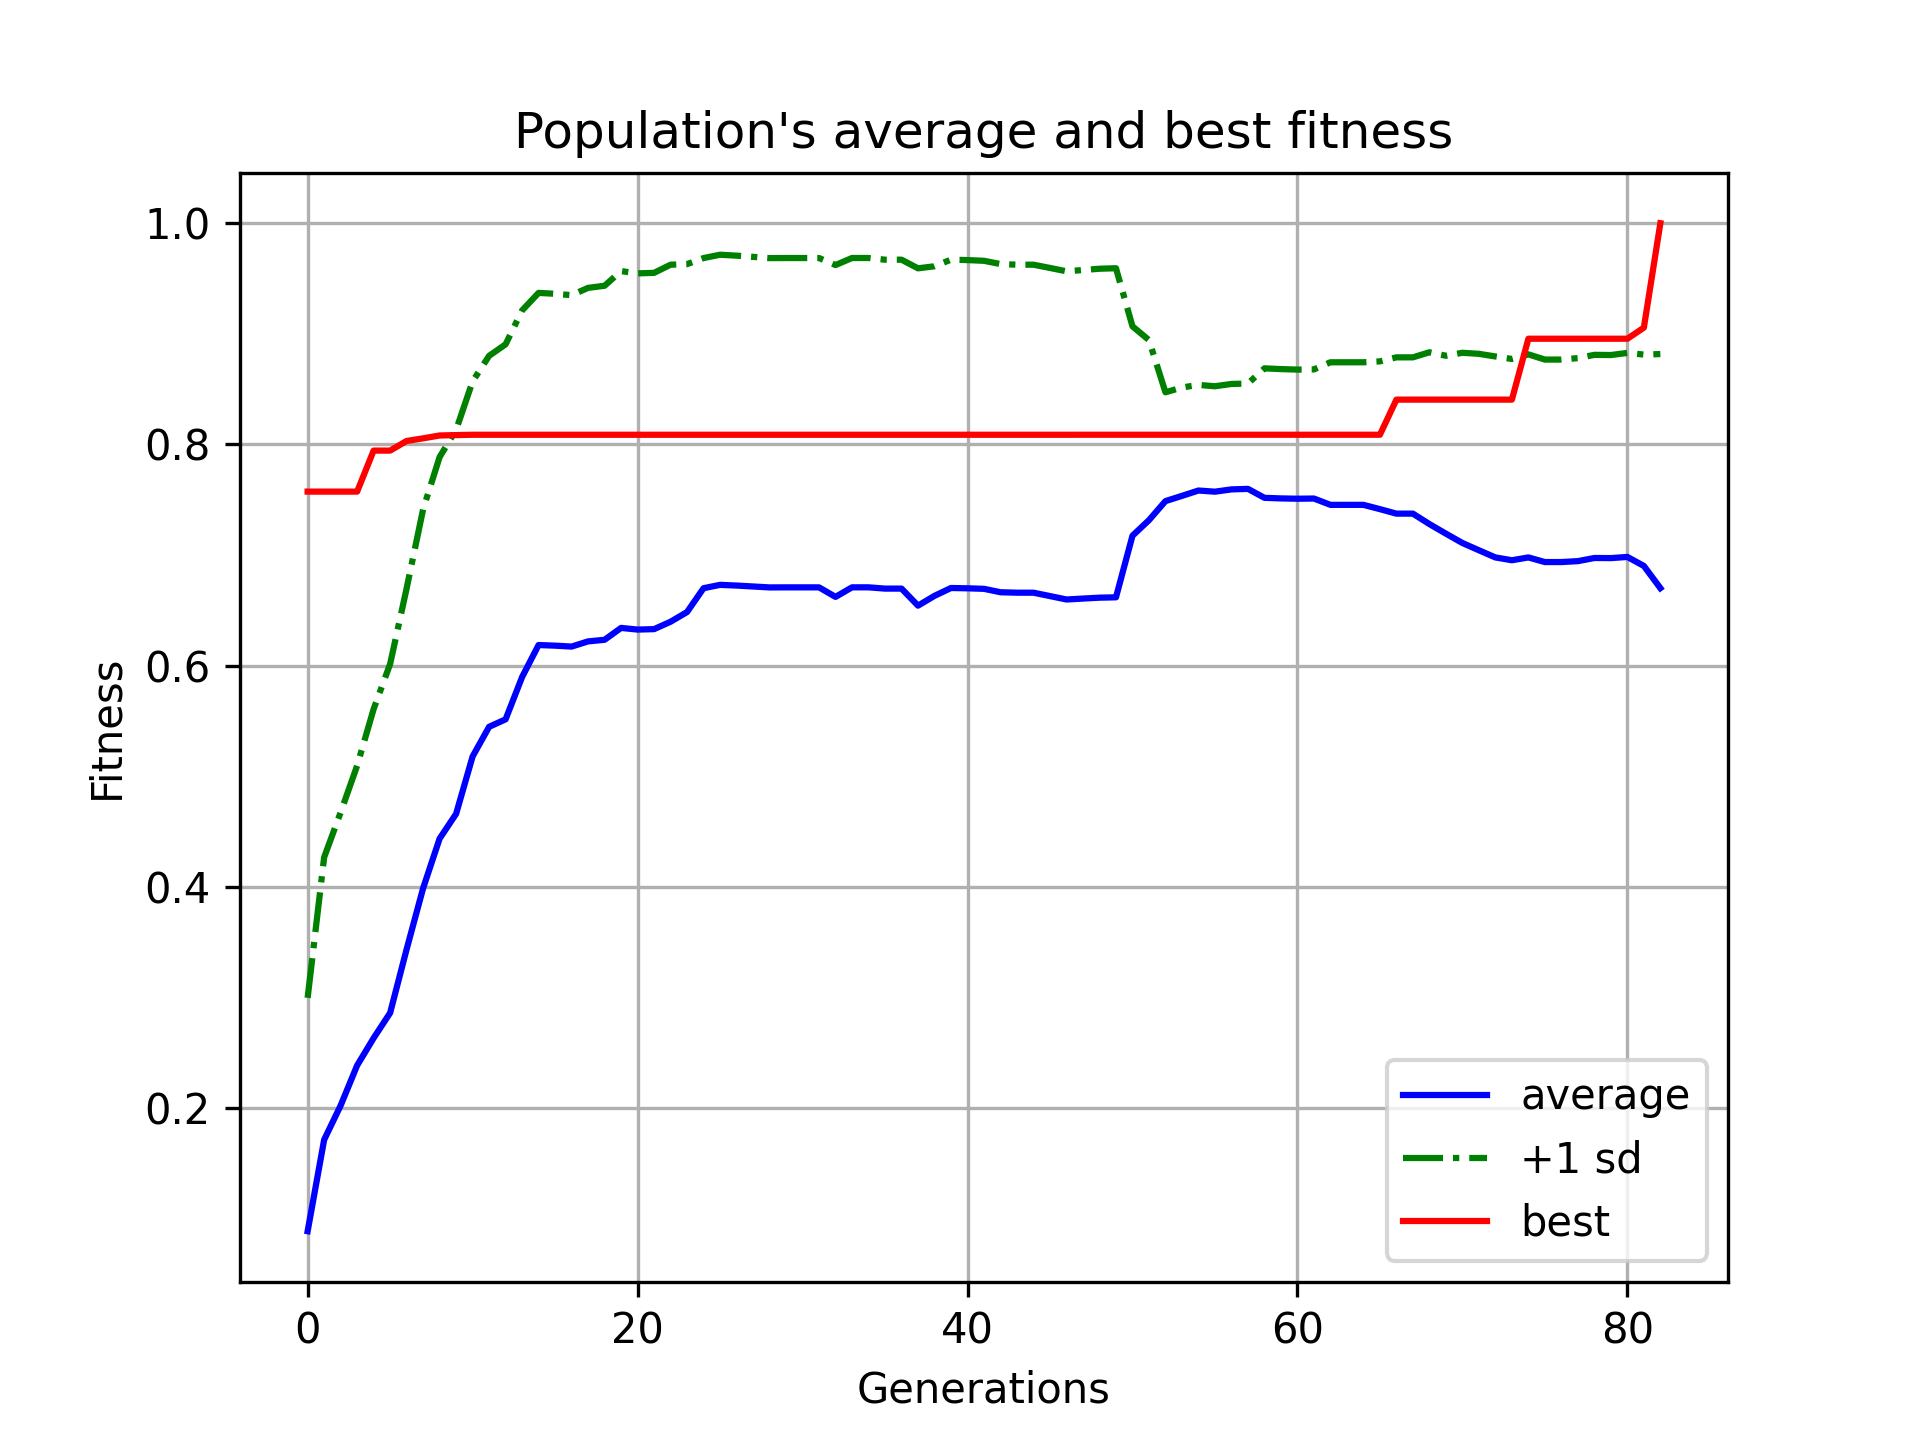 Population's average and best fitness
1.0
0.8
0.6
0.4
0.2
Fitness
0 20 40 60 80
Generations
average
+1 sd
best